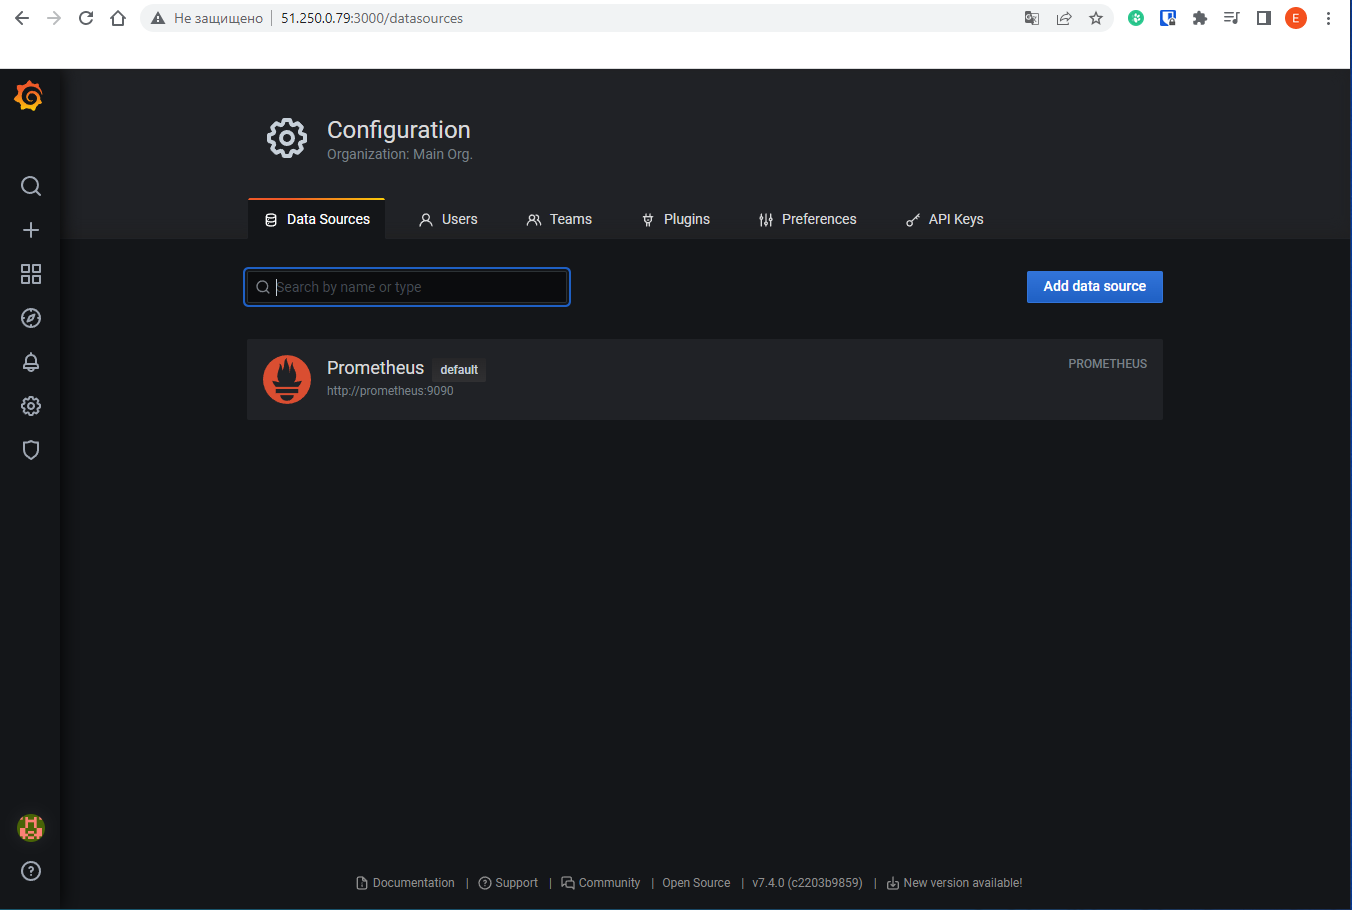 Не защищено 51.250.0.79:3000/datasources
E
Configuration
Organization: Main Org.
Data Sources Users Teams Plugins Preferences API Keys
Search by name or type
Add data source
Prometheus default
PROMETHEUS
http://prometheus:9090
Documentation | Support | Community | Open Source | v7.4.0 (c2203b9859) | New version available!